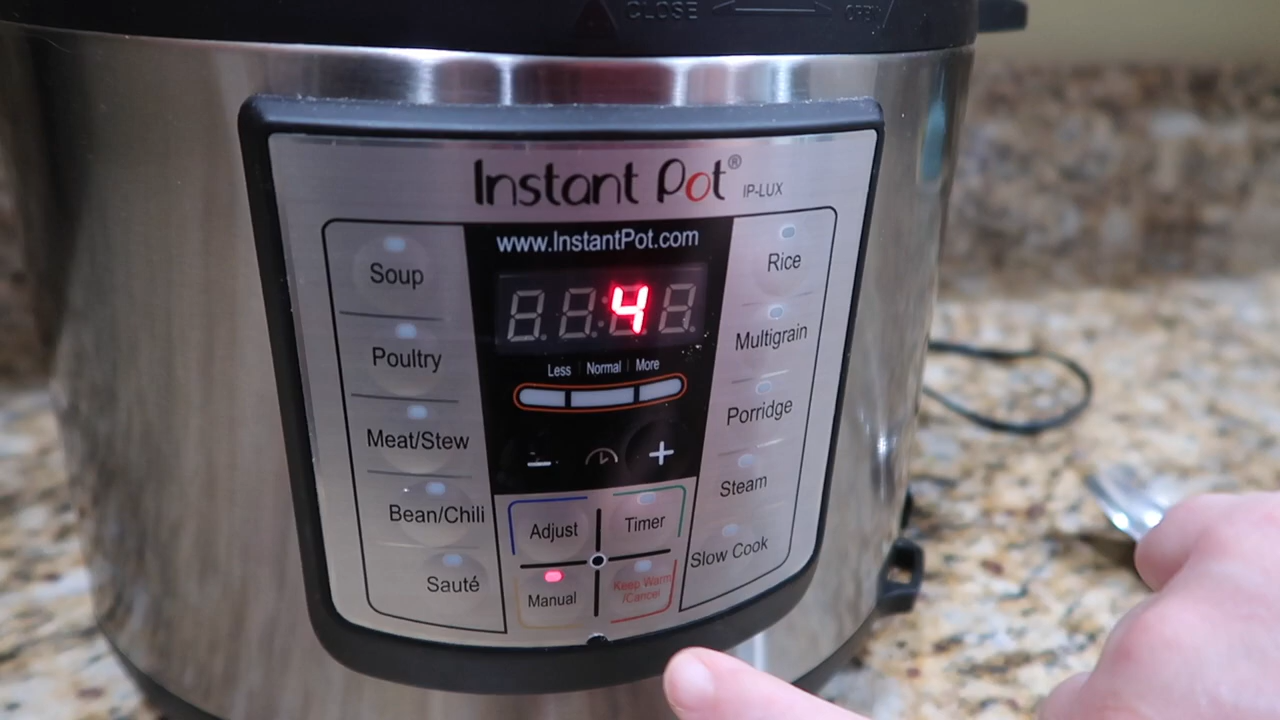 CLOSE OPEN
Instant Pot® IP-LUX
www.InstantPot.com
4
Less Normal More
- +
Soup
Poultry
Meat/Stew
Bean/Chili
Sauté
Adjust
Timer
Manual
Keep Warm
/Cancel
Rice
Multigrain
Porridge
Steam
Slow Cook